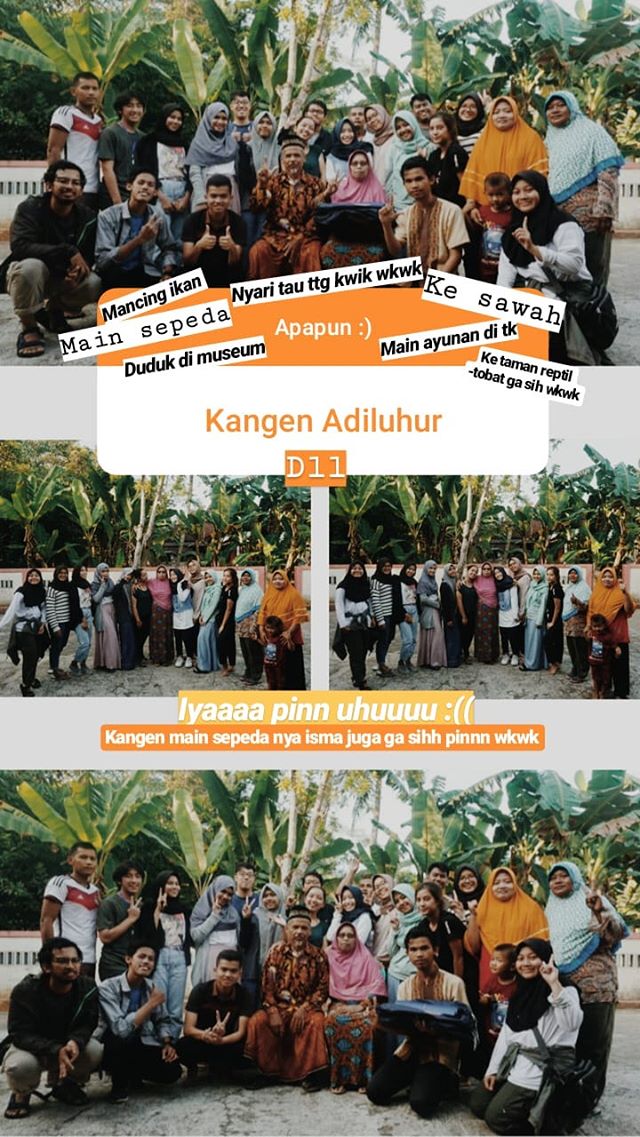 Mancing ikan
Nyari tau ttg kwik wkwk
Ke sawah
Main sepeda
Apapun :)
Duduk di museum
Main ayunan di tk
Ke taman reptil
-tobat ga sih wkwk
Kangen Adiluhur
D11
Iyaaaa pinn uhuuuu :((
Kangen main sepeda nya isma juga ga sihh pinnn wkwk